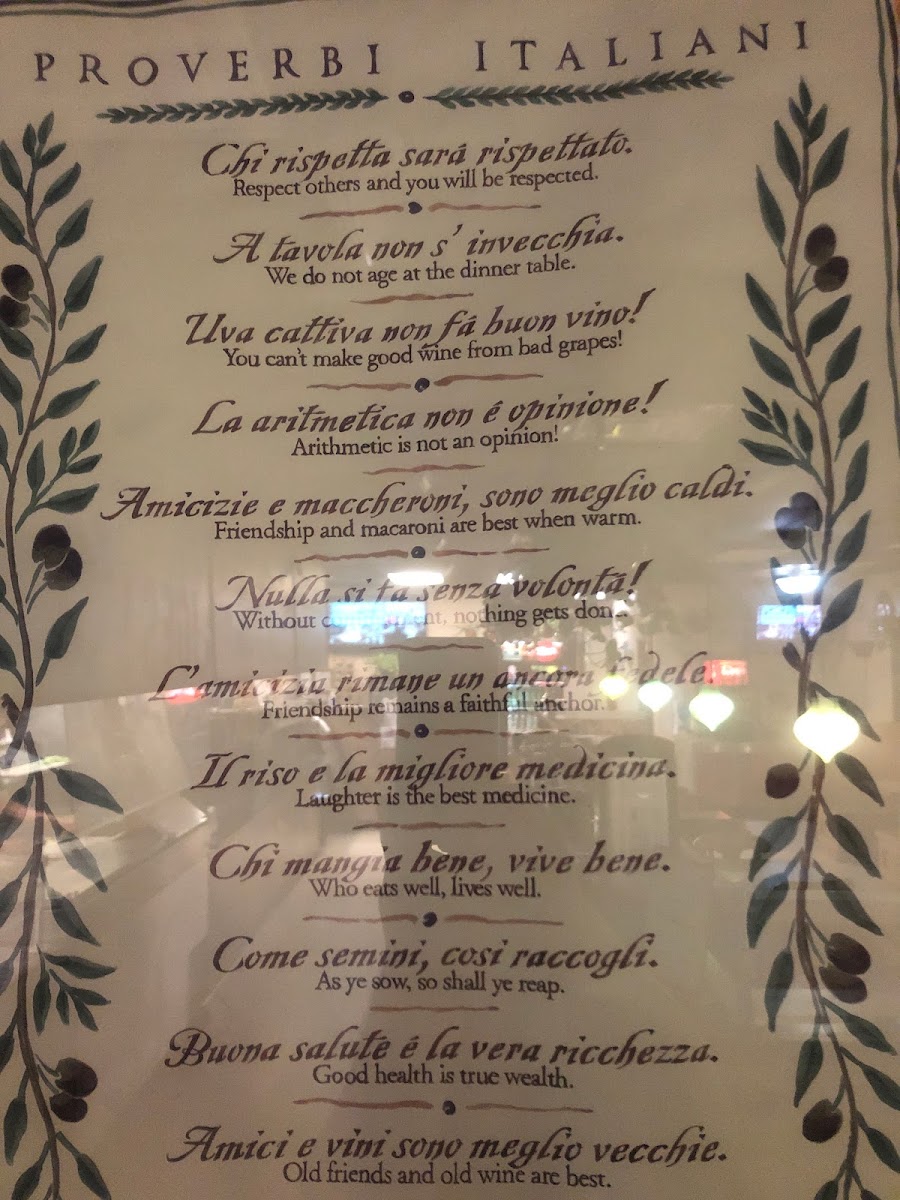 PROVERBI ITALIANI
Chi rispetta sará rispettato.
Respect others and you will be respected.
A tavola non s' invecchia.
We do not age at the dinner table.
Uva cattiva non fá buon vino!
You can't make good wine from bad grapes!
La aritmetica non é opinione!
Arithmetic is not an opinion!
Amicizie e maccheroni, sono meglio caldi.
Friendship and macaroni are best when warm.
Nulla si fa senza volontá!
Without nothing gets
L'amicizia rimane un ancora fedele.
Friendship remains a faithful anchor.
Il riso e la migliore medicina.
Laughter is the best medicine.
Chi mangia bene, vive bene.
Who eats well, lives well.
Come semini, cosi raccogli.
As ye sow, so shall ye reap.
Buona saluté é la vera ricchezza.
Good health is true wealth.
Amici e vini sono meglio vecchie.
Old friends and old wine are best.